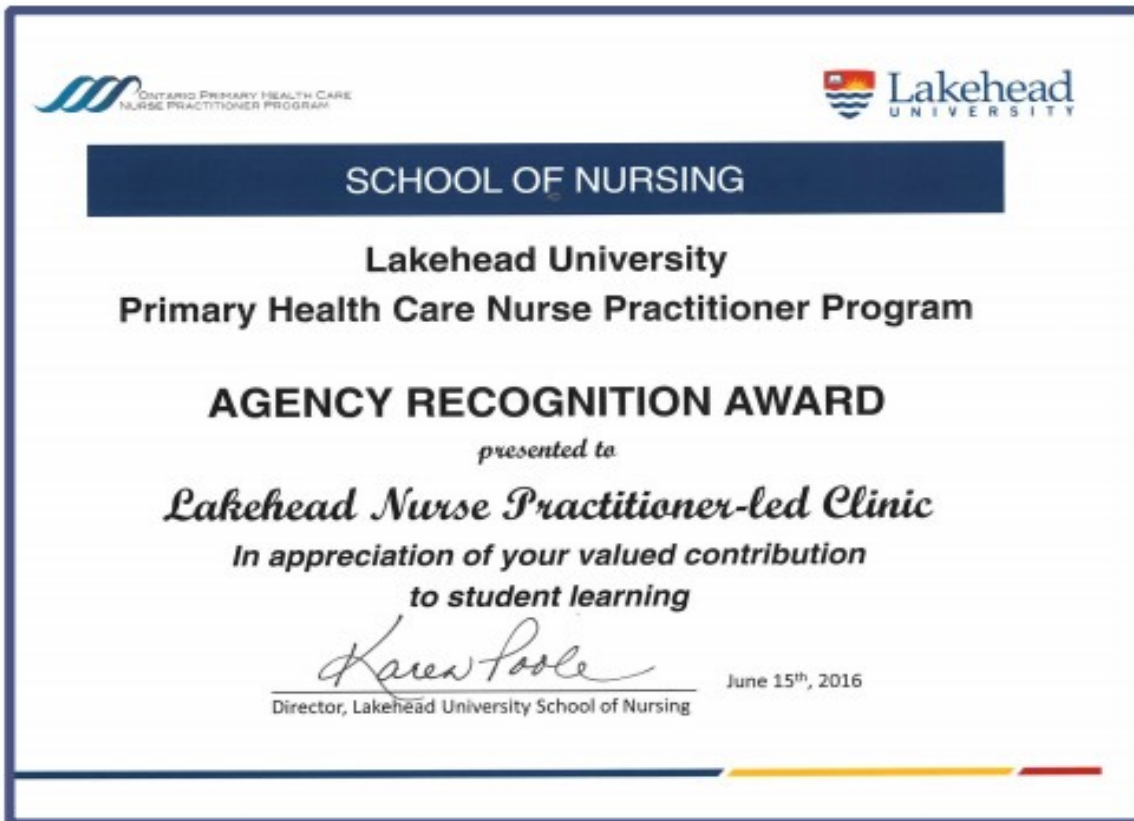 ONTARIO PRIMARY HEALTH CARE
NURSE PRACTITIONER PROGRAM
Lakehead
UNIVERSITY
SCHOOL OF NURSING
Lakehead University
Primary Health Care Nurse Practitioner Program
AGENCY RECOGNITION AWARD
presented to
Lakehead Nurse Practitioner-led Clinic
In appreciation of your valued contribution
to student learning
Karen Poole
June 15th, 2016
Director, Lakehead University School of Nursing